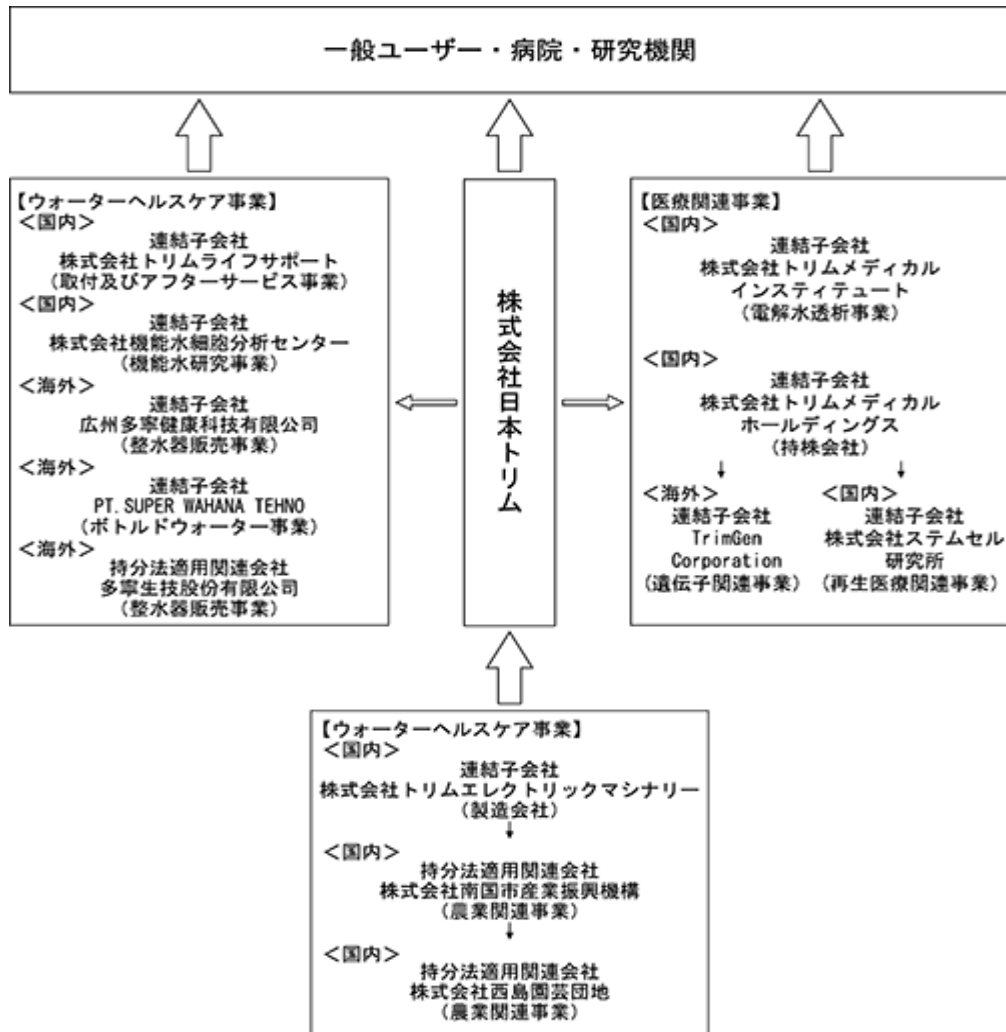 一般ユーザー・病院・研究機関
【ウォーターヘルスケア事業】
＜国内＞
連結子会社
株式会社トリムライフサポート
(取付及びアフターサービス事業)
＜国内＞
連結子会社
株式会社機能水細胞分析センター
(機能水研究事業)
＜海外＞
連結子会社
広州多寧健康科技有限公司
(整水器販売事業)
＜海外＞
連結子会社
PT.SUPER WAHANA TEHNO
(ボトルドウォーター事業)
＜海外＞
持分法適用関連会社
多寧生技股份有限公司
(整水器販売事業)
株式会社日本トリム
【医療関連事業】
＜国内＞
連結子会社
株式会社トリムメディカル
インスティテュート
(電解水透析事業)
＜国内＞
連結子会社
株式会社トリムメディカル
ホールディングス
(持株会社)
↓
↓
＜海外＞
連結子会社
TrimGen
Corporation
(遺伝子関連事業)
＜国内＞
連結子会社
株式会社ステムセル
研究所
(再生医療関連事業)
【ウォーターヘルスケア事業】
＜国内＞
連結子会社
株式会社トリムエレクトリックマシナリー
(製造会社)
↓
＜国内＞
持分法適用関連会社
株式会社南国市産業振興機構
(農業関連事業)
↓
＜国内＞
持分法適用関連会社
株式会社西島園芸団地
(農業関連事業)